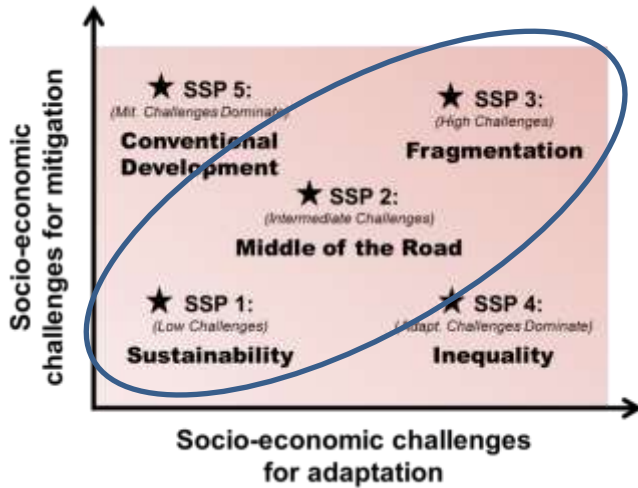 Socio-economic
challenges for mitigation
SSP 5:
(Mit. Challenges Dominate)
Conventional
Development
SSP 3:
(High Challenges)
Fragmentation
SSP 2:
(Intermediate Challenges)
Middle of the Road
SSP 1:
(Low Challenges)
Sustainability
SSP 4:
(Adapt. Challenges Dominate)
Inequality
Socio-economic challenges
for adaptation